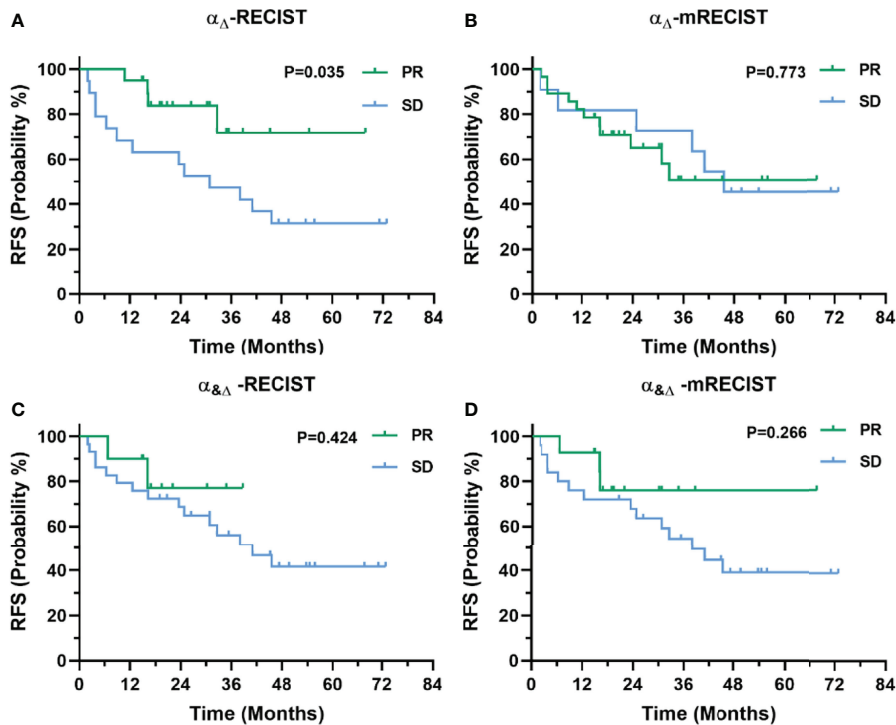 A
α_Δ-RECIST
RFS (Probability %)
100
80
60
40
20
0
P=0.035
PR
SD
0 12 24 36 48 60 72 84
Time (Months)
B
α_Δ-mRECIST
RFS (Probability %)
100
80
60
40
20
0
P=0.773
PR
SD
0 12 24 36 48 60 72 84
Time (Months)
C
α_&Δ -RECIST
RFS (Probability %)
100
80
60
40
20
0
P=0.424
PR
SD
0 12 24 36 48 60 72 84
Time (Months)
D
α_&Δ -mRECIST
RFS (Probability %)
100
80
60
40
20
0
P=0.266
PR
SD
0 12 24 36 48 60 72 84
Time (Months)